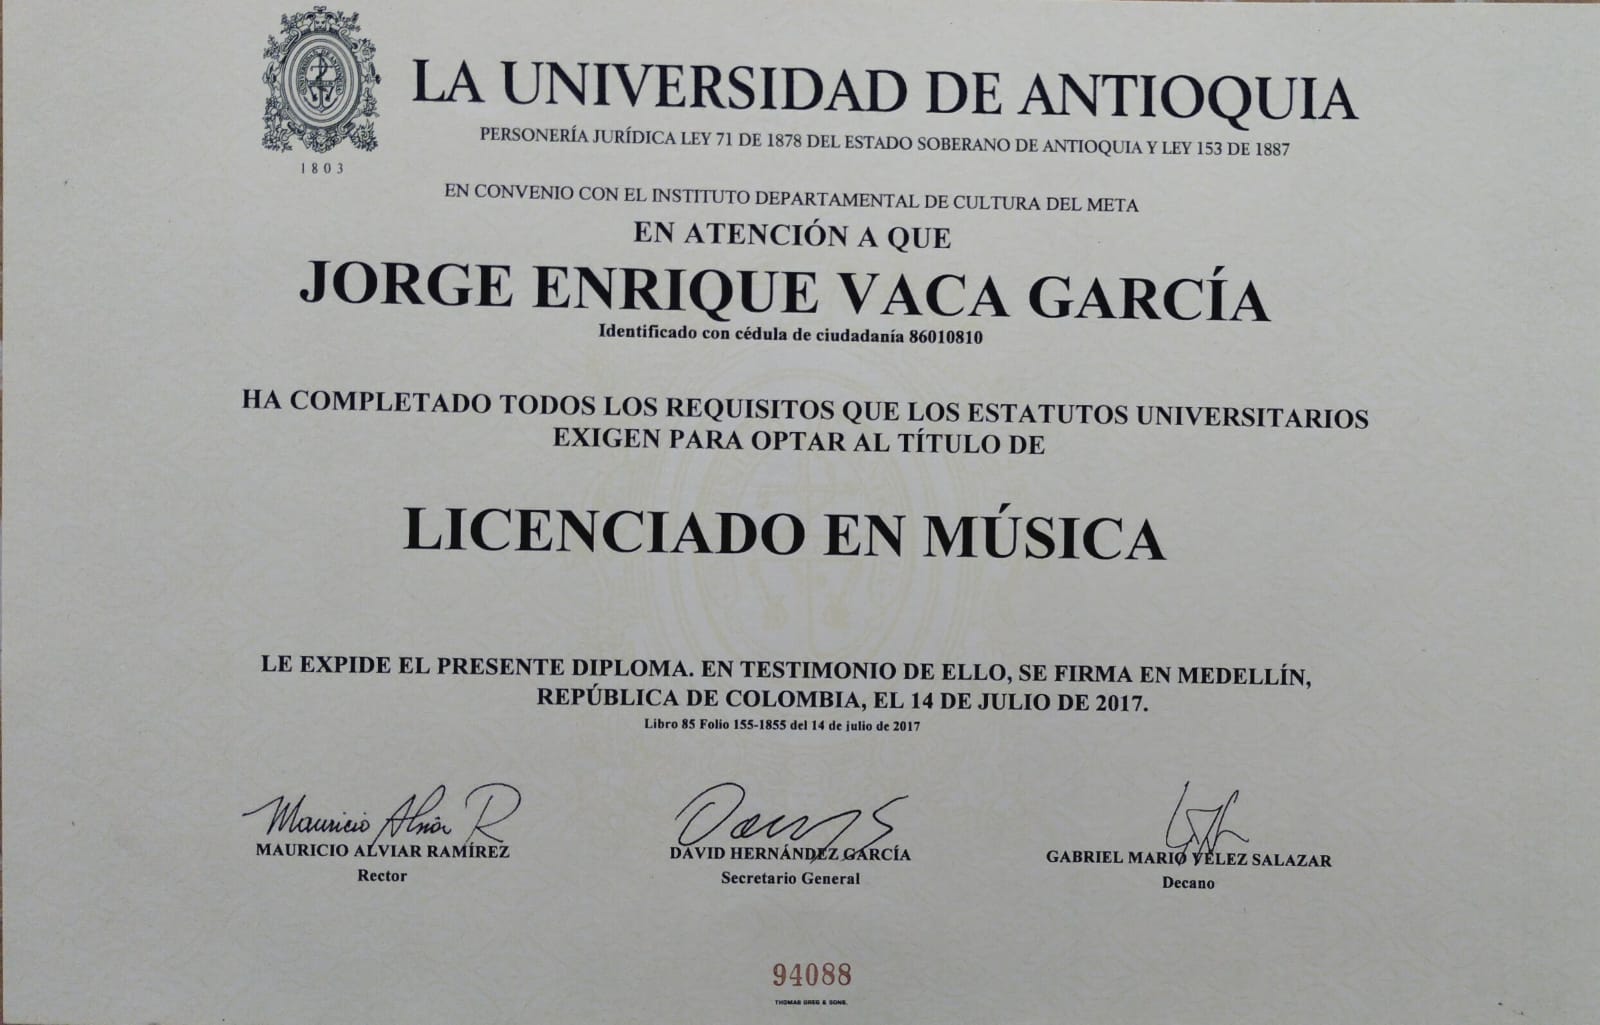 LA UNIVERSIDAD DE ANTIOQUIA
PERSONERÍA JURÍDICA LEY 71 DE 1878 DEL ESTADO SOBERANO DE ANTIOQUIA Y LEY 153 DE 1887
1803
EN CONVENIO CON EL INSTITUTO DEPARTAMENTAL DE CULTURA DEL META
EN ATENCIÓN A QUE
JORGE ENRIQUE VACA GARCÍA
Identificado con cédula de ciudadanía 86010810
HA COMPLETADO TODOS LOS REQUISITOS QUE LOS ESTATUTOS UNIVERSITARIOS
EXIGEN PARA OPTAR AL TÍTULO DE
LICENCIADO EN MÚSICA
LE EXPIDE EL PRESENTE DIPLOMA. EN TESTIMONIO DE ELLO, SE FIRMA EN MEDELLÍN,
REPÚBLICA DE COLOMBIA, EL 14 DE JULIO DE 2017.
Libro 85 Folio 155-1855 del 14 de julio de 2017
MAURICIO ALVIAR RAMÍREZ
Rector
DAVID HERNÁNDEZ GARCÍA
Secretario General
GABRIEL MARIO VÉLEZ SALAZAR
Decano
94088
THOMAS GREG & SONS.